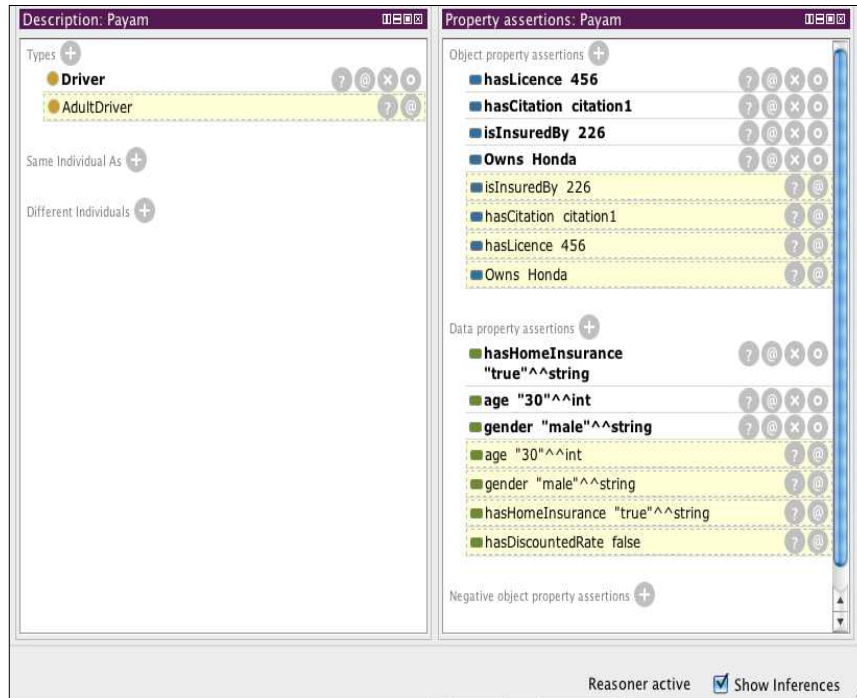 Description: Payam
Types
Driver
AdultDriver
Same Individual As
Different Individuals
Property assertions: Payam
Object property assertions
hasLicence 456
hasCitation citation1
isInsuredBy 226
Owns Honda
isInsuredBy 226
hasCitation citation1
hasLicence 456
Owns Honda
Data property assertions
hasHomeInsurance
"true"^^string
age "30"^^int
gender "male"^^string
age "30"^^int
gender "male"^^string
hasHomeInsurance "true"^^string
hasDiscountedRate false
Negative object property assertions
Reasoner active Show Inferences